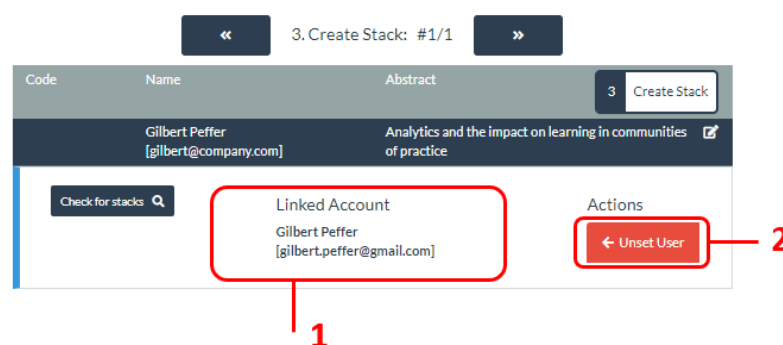 « 3. Create Stack: #1/1 »
Code Name Abstract 3 Create Stack
Gilbert Peffer Analytics and the impact on learning in communities
[gilbert@company.com] of practice
Check for stacks Linked Account Actions
Gilbert Peffer
[gilbert.peffer@gmail.com] ← Unset User
2
1